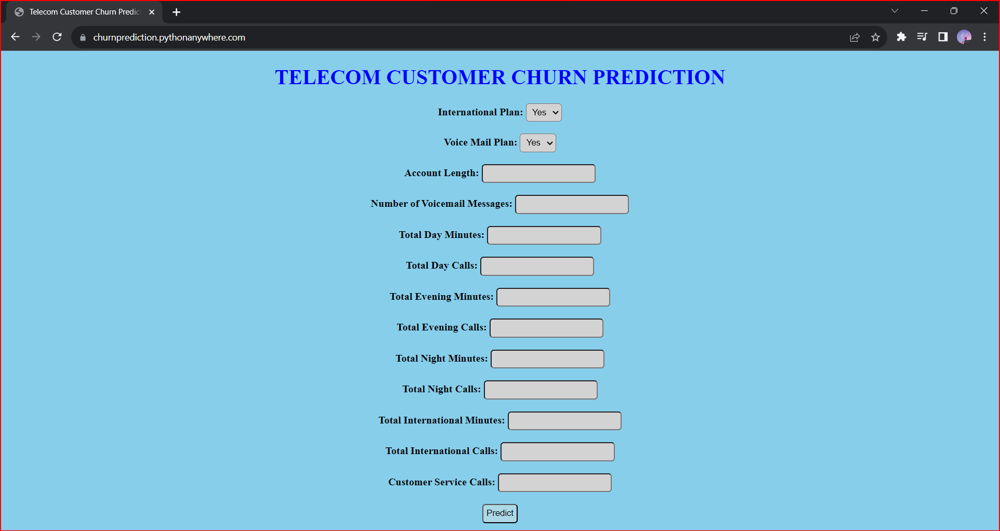 Telecom Customer Churn Predic
churnprediction.pythonanywhere.com
TELECOM CUSTOMER CHURN PREDICTION
International Plan: Yes
Voice Mail Plan: Yes
Account Length:
Number of Voicemail Messages:
Total Day Minutes:
Total Day Calls:
Total Evening Minutes:
Total Evening Calls:
Total Night Minutes:
Total Night Calls:
Total International Minutes:
Total International Calls:
Customer Service Calls:
Predict